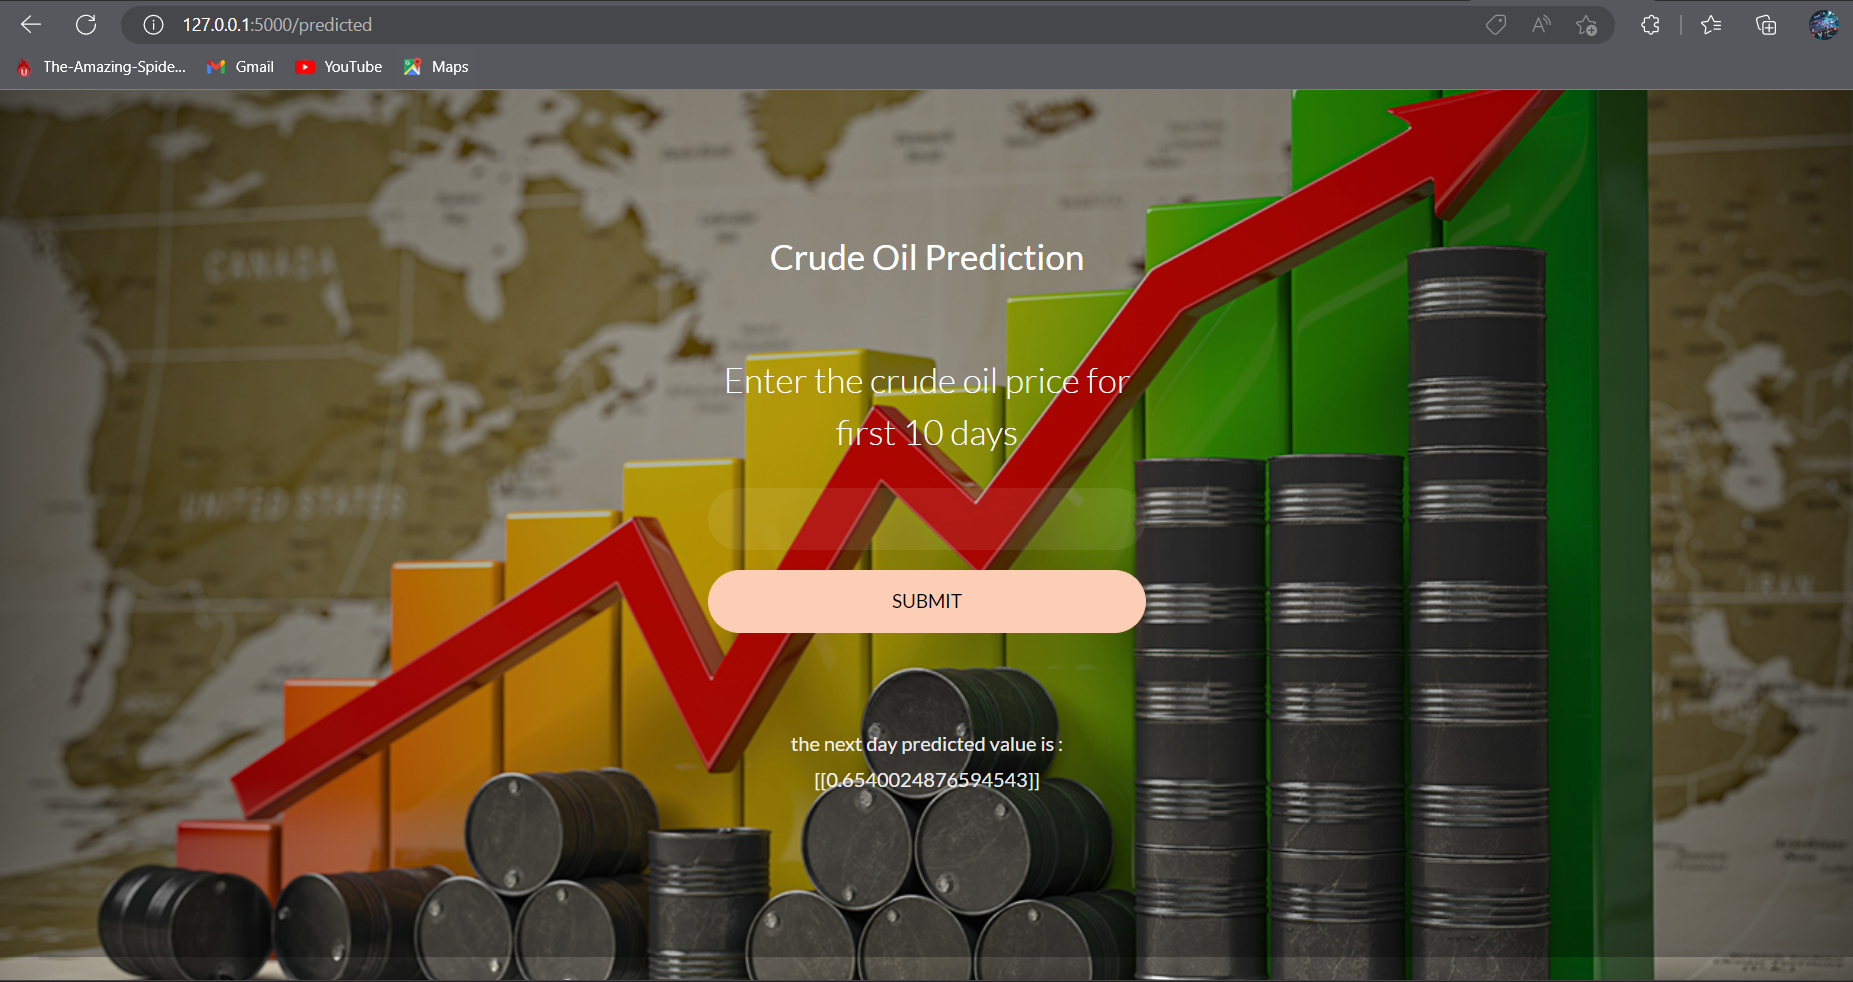 127.0.0.1:5000/predicted
The-Amazing-Spide...
Gmail
YouTube
Maps
CANADA
Crude Oil Prediction
Enter the crude oil price for
first 10 days
UNITED STATES
SUBMIT
IRAN
the next day predicted value is :
[[0.6540024876594543]]